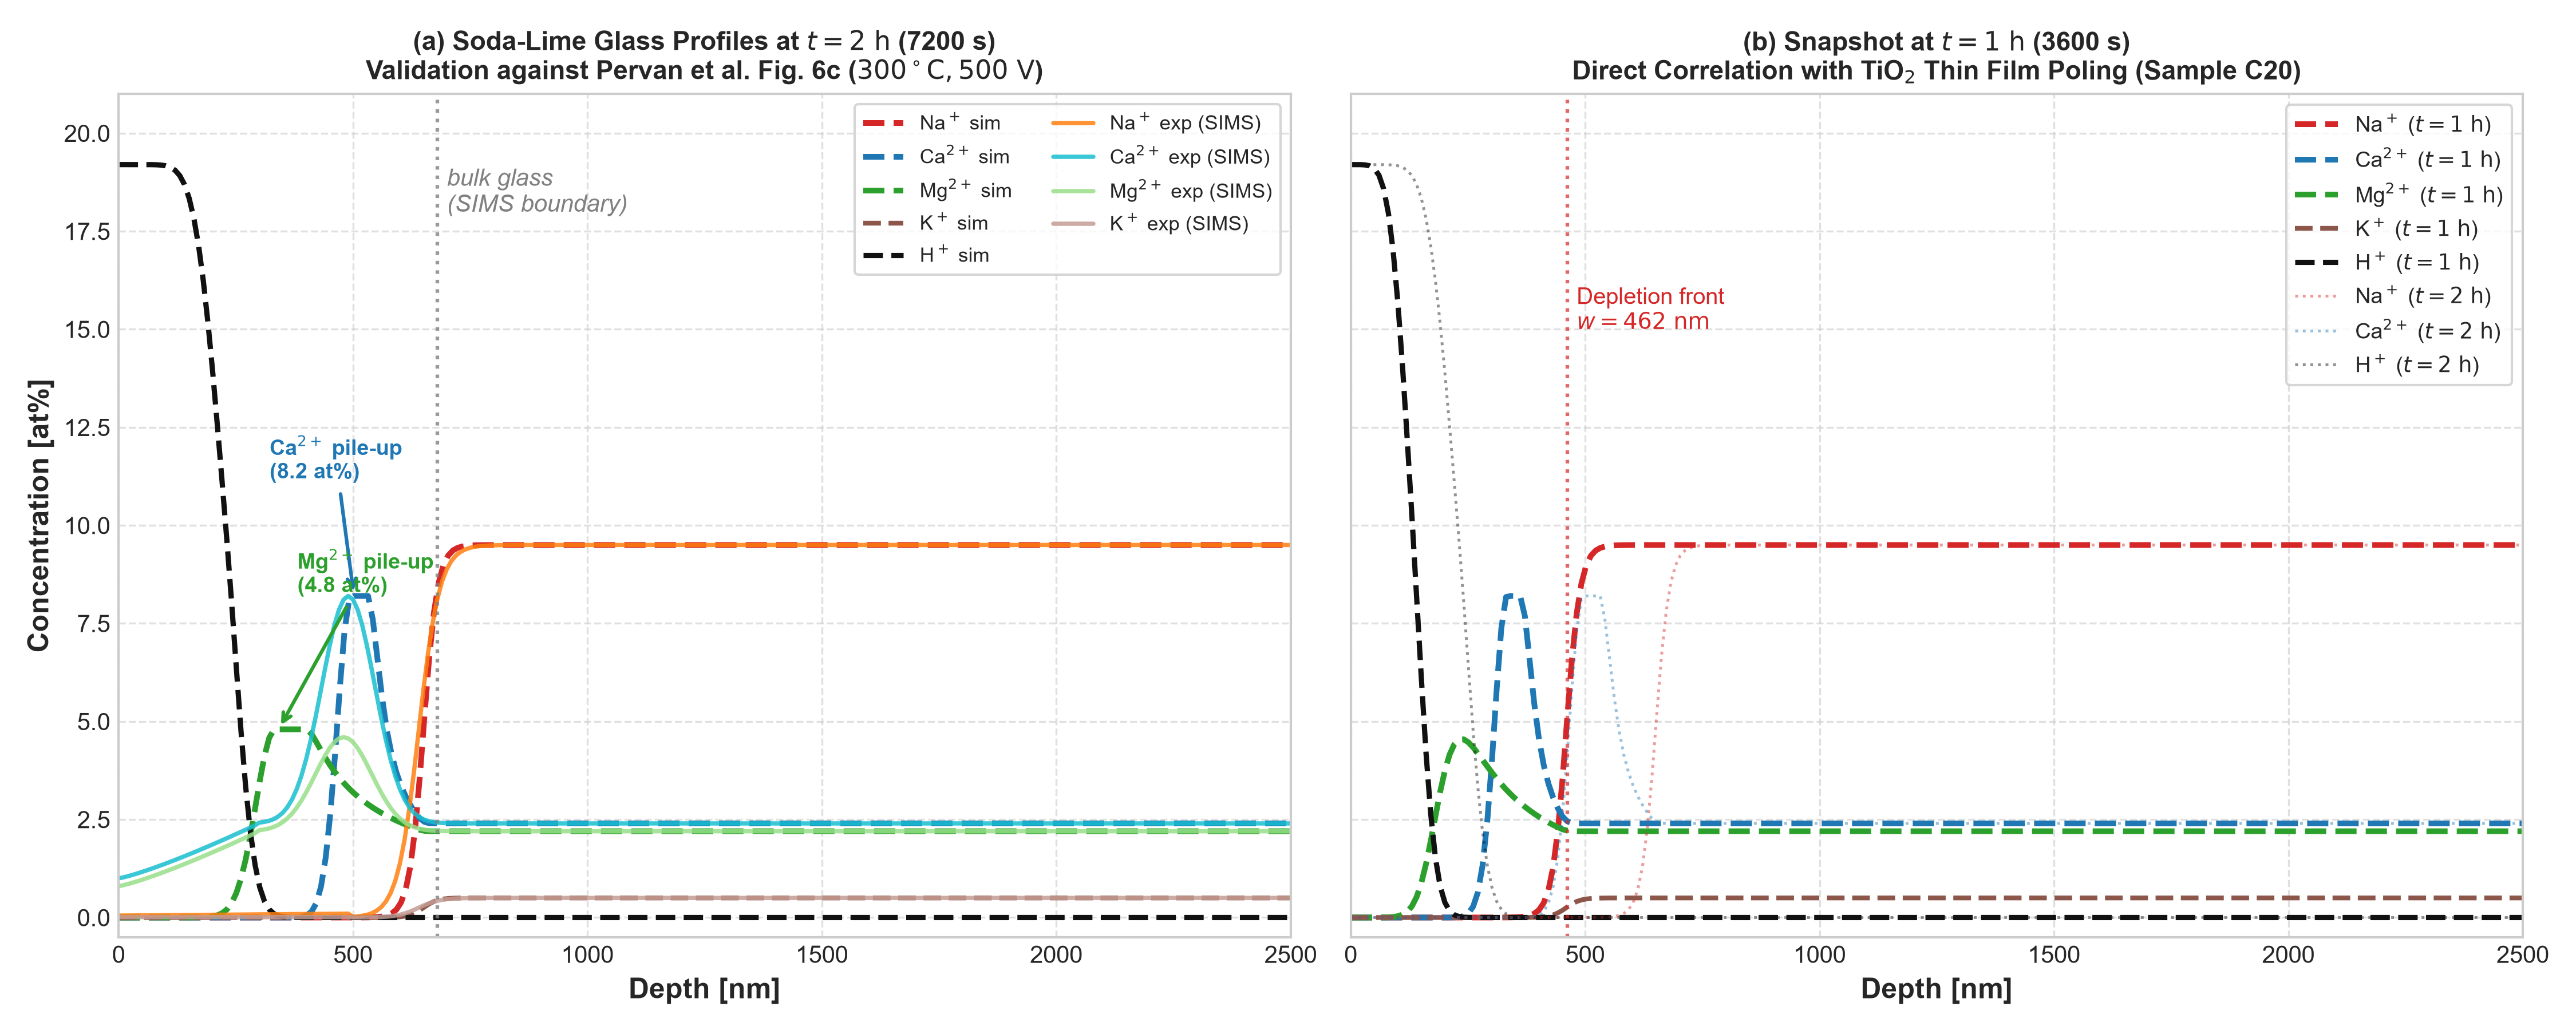 (a) Soda-Lime Glass Profiles at t = 2 h (7200 s)
Validation against Pervan et al. Fig. 6c (300°C, 500 V)
20.0
17.5
15.0
12.5
10.0
7.5
5.0
2.5
0.0
Concentration [at%]
Na⁺ sim
Ca²⁺ sim
Mg²⁺ sim
K⁺ sim
H⁺ sim
Na⁺ exp (SIMS)
Ca²⁺ exp (SIMS)
Mg²⁺ exp (SIMS)
K⁺ exp (SIMS)
bulk glass
(SIMS boundary)
Ca²⁺ pile-up
(8.2 at%)
Mg²⁺ pile-up
(4.8 at%)
0
500
1000
1500
2000
2500
Depth [nm]
(b) Snapshot at t = 1 h (3600 s)
Direct Correlation with TiO₂ Thin Film Poling (Sample C20)
Na⁺ (t = 1 h)
Ca²⁺ (t = 1 h)
Mg²⁺ (t = 1 h)
K⁺ (t = 1 h)
H⁺ (t = 1 h)
Na⁺ (t = 2 h)
Ca²⁺ (t = 2 h)
H⁺ (t = 2 h)
Depletion front
w = 462 nm
0
500
1000
1500
2000
2500
Depth [nm]